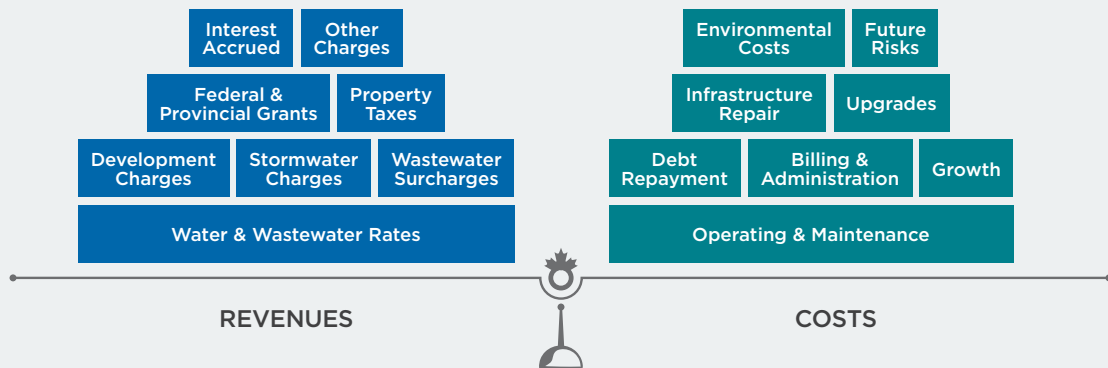 Interest
Accrued
Other
Charges
Federal &
Provincial Grants
Property
Taxes
Development
Charges
Stormwater
Charges
Wastewater
Surcharges
Water & Wastewater Rates
REVENUES
Environmental
Costs
Future
Risks
Infrastructure
Repair
Upgrades
Debt
Repayment
Billing &
Administration
Growth
Operating & Maintenance
COSTS